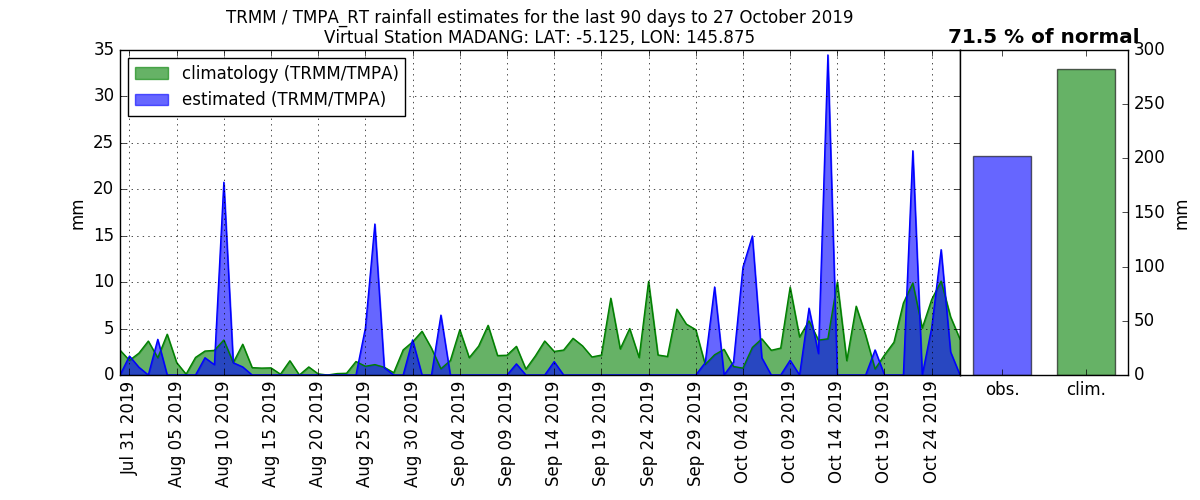 TRMM / TMPA_RT rainfall estimates for the last 90 days to 27 October 2019
Virtual Station MADANG: LAT: -5.125, LON: 145.875
71.5 % of normal
climatology (TRMM/TMPA)
estimated (TRMM/TMPA)
35
30
25
20
15
10
5
0
mm
Jul 31 2019
Aug 05 2019
Aug 10 2019
Aug 15 2019
Aug 20 2019
Aug 25 2019
Aug 30 2019
Sep 04 2019
Sep 09 2019
Sep 14 2019
Sep 19 2019
Sep 24 2019
Sep 29 2019
Oct 04 2019
Oct 09 2019
Oct 14 2019
Oct 19 2019
Oct 24 2019
300
250
200
150
100
50
0
mm
obs.
clim.